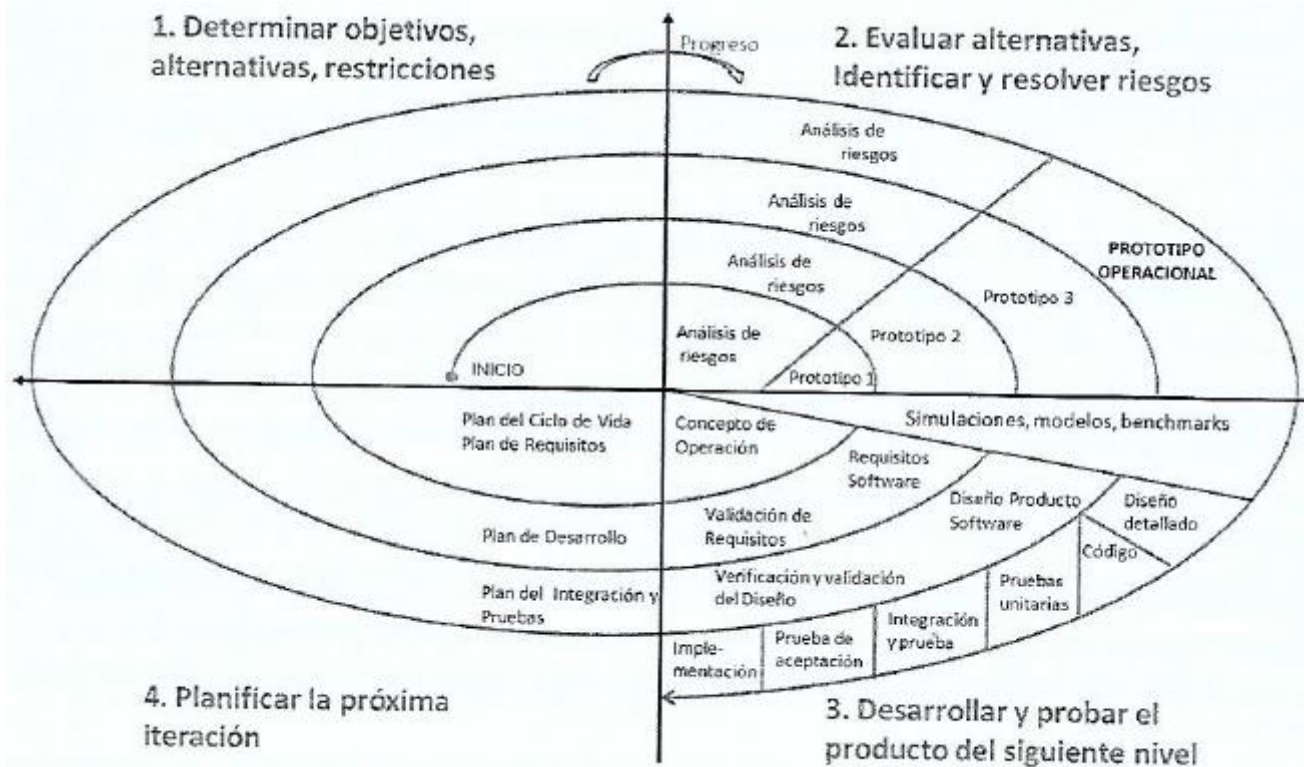 1. Determinar objetivos,
alternativas, restricciones
Progreso
2. Evaluar alternativas,
Identificar y resolver riesgos
Análisis de
riesgos
Análisis de
riesgos
Análisis de
riesgos
Análisis de
riesgos
PROTOTIPO
OPERACIONAL
Prototipo 3
Prototipo 2
Prototipo 1
INICIO
Plan del Ciclo de Vida
Plan de Requisitos
Concepto de
Operación
Simulaciones, modelos, benchmarks
Requisitos
Software
Diseño Producto
Software
Diseño
detallado
Código
Plan de Desarrollo
Validación de
Requisitos
Verificación y validación
del Diseño
Pruebas
unitarias
Plan del Integración y
Pruebas
Integración
y prueba
Prueba de
aceptación
Imple-
mentación
4. Planificar la próxima
iteración
3. Desarrollar y probar el
producto del siguiente nivel